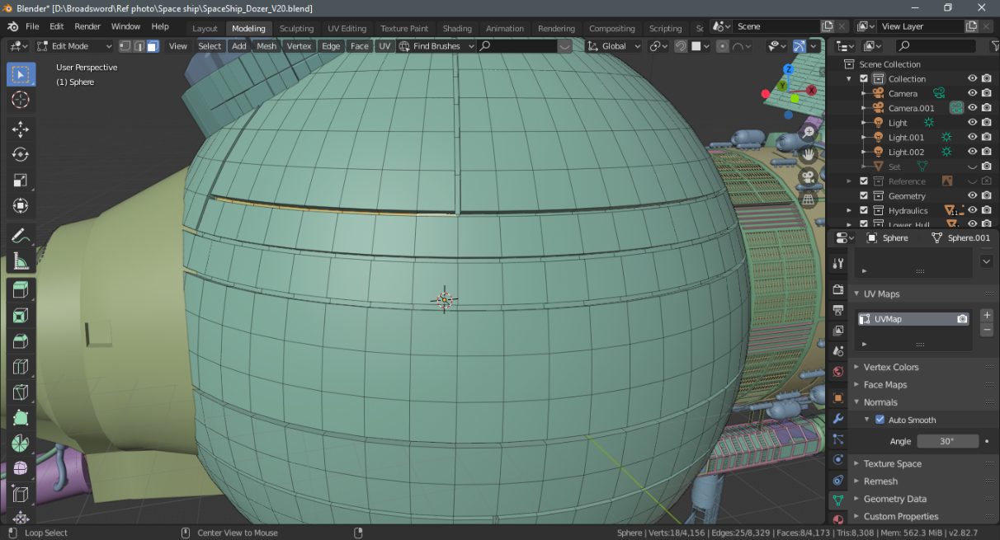 Blender* [D:\Broadsword\Ref photo\Space ship\SpaceShip_Dozer_V20.blend]
File Edit Render Window Help Layout Modeling Sculpting UV Editing Texture Paint Shading Animation Rendering Compositing Scripting Sc Scene View Layer
Edit Mode View Select Add Mesh Vertex Edge Face UV Find Brushes Global
User Perspective
(1) Sphere
Z
Y
X
Scene Collection
Collection
Camera
Camera.001
Light
Light.001
Light.002
Set
Reference
Geometry
Hydraulics 11
Lower_Hull
Sphere Sphere.001
UV Maps
UVMap
Vertex Colors
Face Maps
Normals
Auto Smooth
Angle 30°
Texture Space
Remesh
Geometry Data
Custom Properties
Loop Select Center View to Mouse Sphere | Verts:18/4,156 | Edges:25/8,329 | Faces:8/4,173 | Tris:8,308 | Mem: 562.3 MiB | v2.82.7